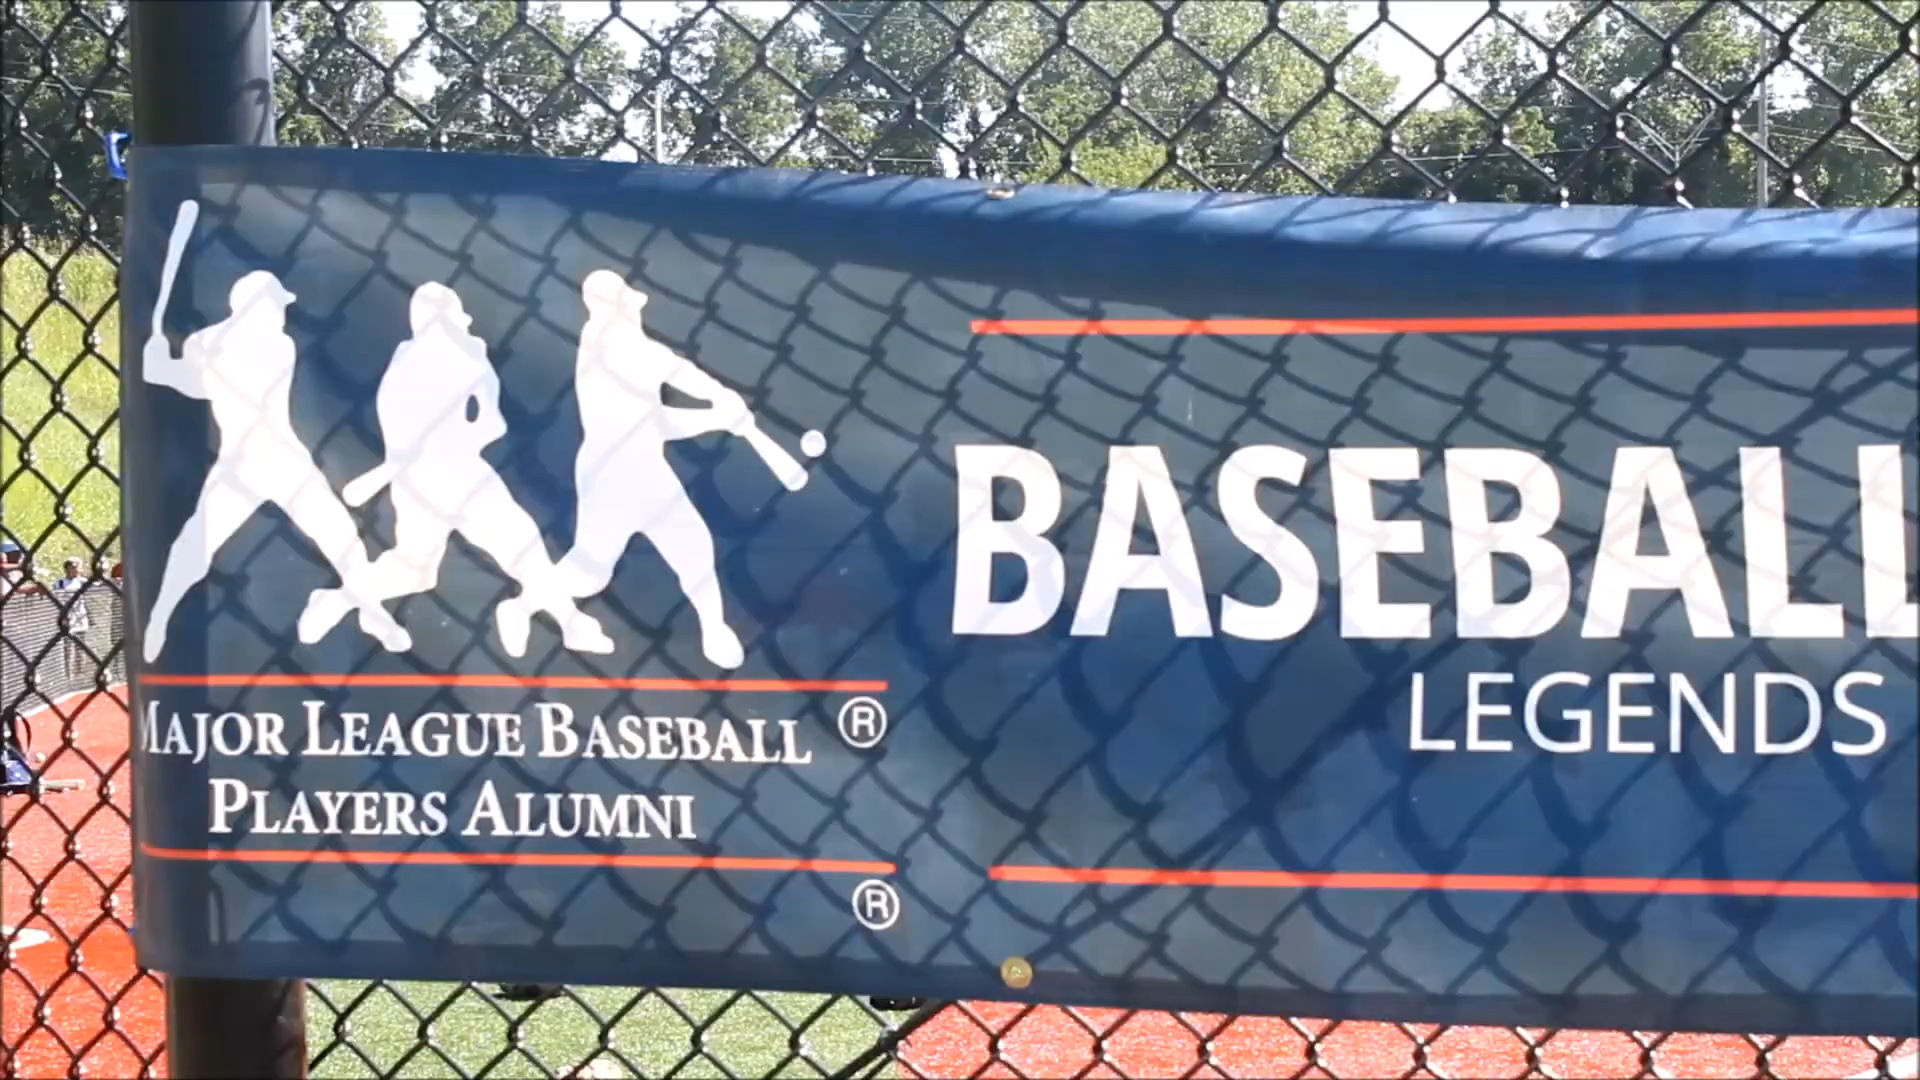 MAJOR LEAGUE BASEBALL ®
PLAYERS ALUMNI
®
BASEBALL
LEGENDS